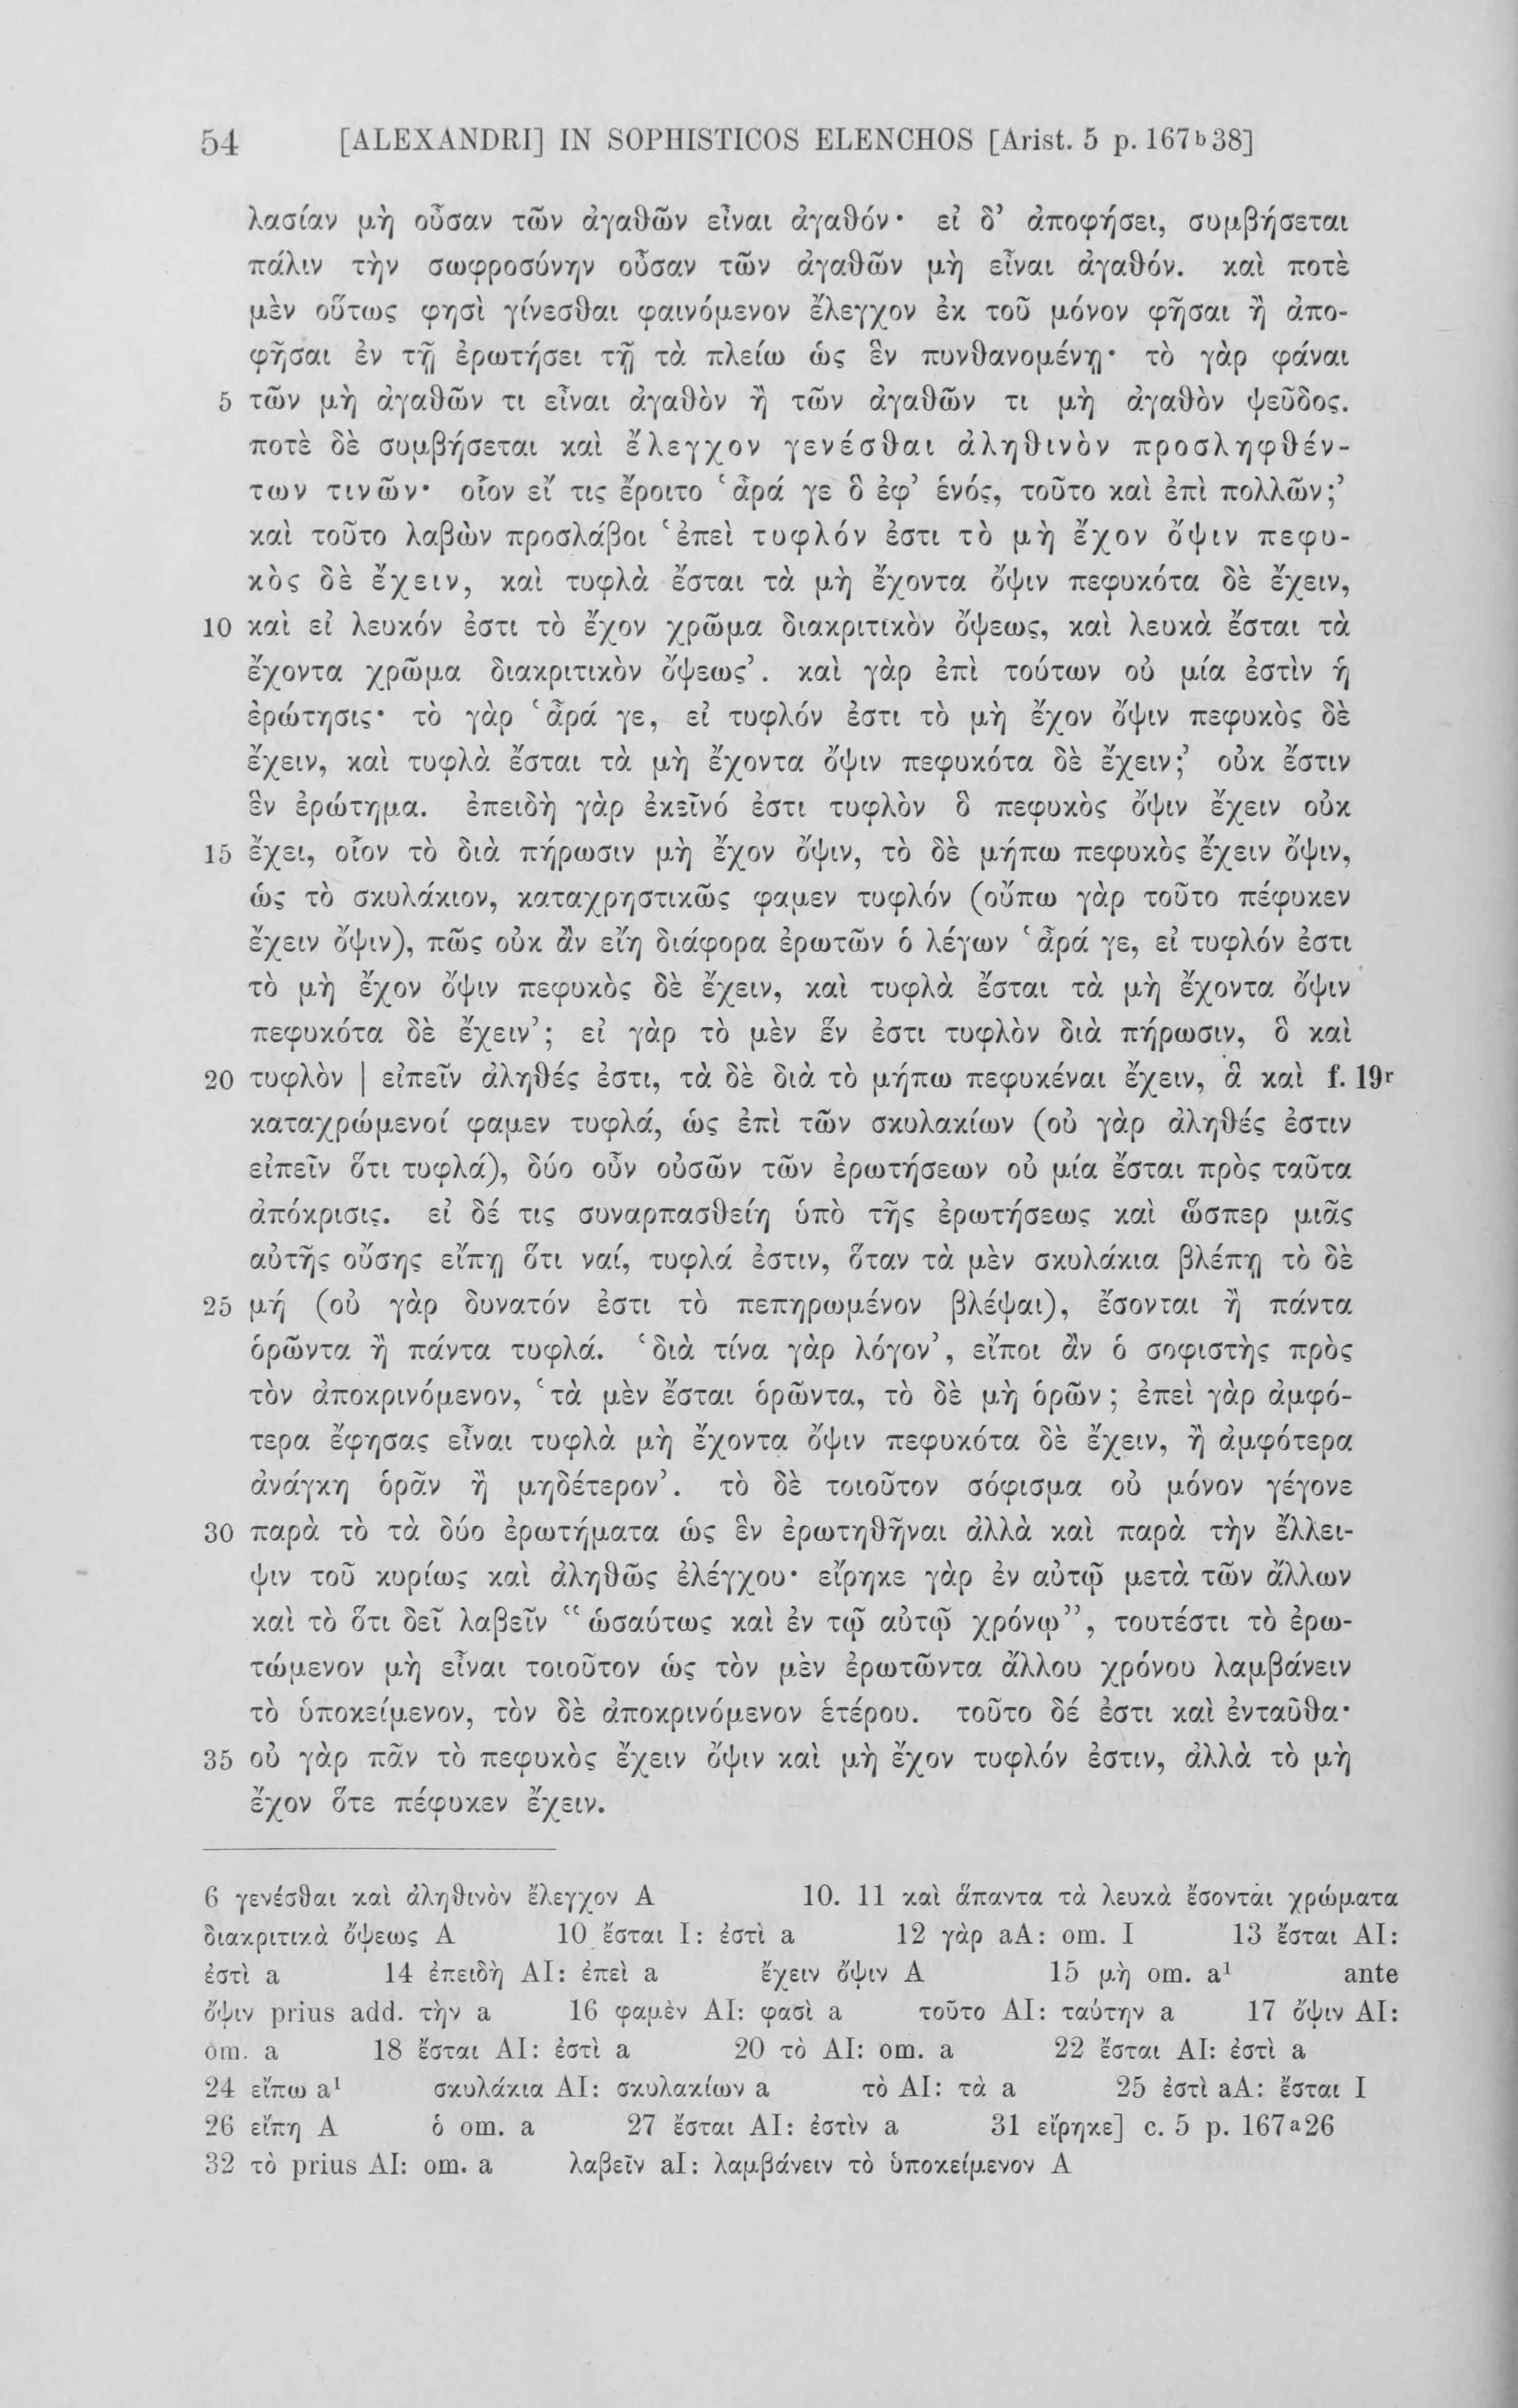 54 [ALEXANDRI] IN SOPHISTICOS ELENCHOS [Arist. 5 p. 167ᵇ38]
λασίαν μὴ οὖσαν τῶν ἀγαθῶν εἶναι ἀγαθόν· εἰ δ’ ἀποφήσει, συμβήσεται
πάλιν τὴν σωφροσύνην οὖσαν τῶν ἀγαθῶν μὴ εἶναι ἀγαθόν. καὶ ποτὲ
μὲν οὕτως φησὶ γίνεσθαι φαινόμενον ἔλεγχον ἐκ τοῦ μόνον φῆσαι ἢ ἀπο-
φῆσαι ἐν τῇ ἐρωτήσει τῇ τὰ πλείω ὡς ἓν πυνθανομένῃ· τὸ γὰρ φάναι
5 τῶν μὴ ἀγαθῶν τι εἶναι ἀγαθὸν ἢ τῶν ἀγαθῶν τι μὴ ἀγαθὸν ψεῦδος.
ποτὲ δὲ συμβήσεται καὶ ἔλεγχον γενέσθαι ἀληθινὸν προσληφθέν-
των τινῶν· οἷον εἴ τις ἔροιτο ‘ἆρά γε ὃ ἐφ’ ἑνός, τοῦτο καὶ ἐπὶ πολλῶν;’
καὶ τοῦτο λαβὼν προσλάβοι ‘ἐπεὶ τυφλόν ἐστι τὸ μὴ ἔχον ὄψιν πεφυ-
κὸς δὲ ἔχειν, καὶ τυφλὰ ἔσται τὰ μὴ ἔχοντα ὄψιν πεφυκότα δὲ ἔχειν,
10 καὶ εἰ λευκόν ἐστι τὸ ἔχον χρῶμα διακριτικὸν ὄψεως, καὶ λευκὰ ἔσται τὰ
ἔχοντα χρῶμα διακριτικὸν ὄψεως’. καὶ γὰρ ἐπὶ τούτων οὐ μία ἐστὶν ἡ
ἐρώτησις· τὸ γὰρ ‘ἆρά γε, εἰ τυφλόν ἐστι τὸ μὴ ἔχον ὄψιν πεφυκὸς δὲ
ἔχειν, καὶ τυφλὰ ἔσται τὰ μὴ ἔχοντα ὄψιν πεφυκότα δὲ ἔχειν;’ οὐκ ἔστιν
ἓν ἐρώτημα. ἐπειδὴ γὰρ ἐκεῖνό ἐστι τυφλὸν ὃ πεφυκὸς ὄψιν ἔχειν οὐκ
15 ἔχει, οἷον τὸ διὰ πήρωσιν μὴ ἔχον ὄψιν, τὸ δὲ μήπω πεφυκὸς ἔχειν ὄψιν,
ὡς τὸ σκυλάκιον, καταχρηστικῶς φαμεν τυφλόν (οὔπω γὰρ τοῦτο πέφυκεν
ἔχειν ὄψιν), πῶς οὐκ ἂν εἴη διάφορα ἐρωτῶν ὁ λέγων ‘ἆρά γε, εἰ τυφλόν ἐστι
τὸ μὴ ἔχον ὄψιν πεφυκὸς δὲ ἔχειν, καὶ τυφλὰ ἔσται τὰ μὴ ἔχοντα ὄψιν
πεφυκότα δὲ ἔχειν’; εἰ γὰρ τὸ μὲν ἕν ἐστι τυφλὸν διὰ πήρωσιν, ὃ καὶ
20 τυφλὸν | εἰπεῖν ἀληθές ἐστι, τὰ δὲ διὰ τὸ μήπω πεφυκέναι ἔχειν, ἃ καὶ f. 19ʳ
καταχρώμενοί φαμεν τυφλά, ὡς ἐπὶ τῶν σκυλακίων (οὐ γὰρ ἀληθές ἐστιν
εἰπεῖν ὅτι τυφλά), δύο οὖν οὐσῶν τῶν ἐρωτήσεων οὐ μία ἔσται πρὸς ταῦτα
ἀπόκρισις. εἰ δέ τις συναρπασθείη ὑπὸ τῆς ἐρωτήσεως καὶ ὥσπερ μιᾶς
αὐτῆς οὔσης εἴπῃ ὅτι ναί, τυφλά ἐστιν, ὅταν τὰ μὲν σκυλάκια βλέπῃ τὸ δὲ
25 μή (οὐ γὰρ δυνατόν ἐστι τὸ πεπηρωμένον βλέψαι), ἔσονται ἢ πάντα
ὁρῶντα ἢ πάντα τυφλά. ‘διὰ τίνα γὰρ λόγον’, εἴποι ἂν ὁ σοφιστὴς πρὸς
τὸν ἀποκρινόμενον, ‘τὰ μὲν ἔσται ὁρῶντα, τὸ δὲ μὴ ὁρῶν; ἐπεὶ γὰρ ἀμφό-
τερα ἔφησας εἶναι τυφλὰ μὴ ἔχοντα ὄψιν πεφυκότα δὲ ἔχειν, ἢ ἀμφότερα
ἀνάγκη ὁρᾶν ἢ μηδέτερον’. τὸ δὲ τοιοῦτον σόφισμα οὐ μόνον γέγονε
30 παρὰ τὸ τὰ δύο ἐρωτήματα ὡς ἓν ἐρωτηθῆναι ἀλλὰ καὶ παρὰ τὴν ἔλλει-
ψιν τοῦ κυρίως καὶ ἀληθῶς ἐλέγχου· εἴρηκε γὰρ ἐν αὐτῷ μετὰ τῶν ἄλλων
καὶ τὸ ὅτι δεῖ λαβεῖν “ὡσαύτως καὶ ἐν τῷ αὐτῷ χρόνῳ”, τουτέστι τὸ ἐρω-
τώμενον μὴ εἶναι τοιοῦτον ὡς τὸν μὲν ἐρωτῶντα ἄλλου χρόνου λαμβάνειν
τὸ ὑποκείμενον, τὸν δὲ ἀποκρινόμενον ἑτέρου. τοῦτο δέ ἐστι καὶ ἐνταῦθα·
35 οὐ γὰρ πᾶν τὸ πεφυκὸς ἔχειν ὄψιν καὶ μὴ ἔχον τυφλόν ἐστιν, ἀλλὰ τὸ μὴ
ἔχον ὅτε πέφυκεν ἔχειν.
6 γενέσθαι καὶ ἀληθινὸν ἔλεγχον A 10. 11 καὶ ἅπαντα τὰ λευκὰ ἔσονται χρώματα
διακριτικὰ ὄψεως A 10 ἔσται I: ἐστὶ a 12 γὰρ aA: om. I 13 ἔσται AI:
ἐστὶ a 14 ἐπειδὴ AI: ἐπεὶ a ἔχειν ὄψιν A 15 μὴ om. a¹ ante
ὄψιν prius add. τὴν a 16 φαμὲν AI: φασὶ a τοῦτο AI: ταύτην a 17 ὄψιν AI:
om. a 18 ἔσται AI: ἐστὶ a 20 τὸ AI: om. a 22 ἔσται AI: ἐστὶ a
24 εἴπω a¹ σκυλάκια AI: σκυλακίων a τὸ AI: τὰ a 25 ἐστὶ aA: ἔσται I
26 εἴπη A ὁ om. a 27 ἔσται AI: ἐστὶν a 31 εἴρηκε] c. 5 p. 167ᵃ26
32 τὸ prius AI: om. a λαβεῖν aI: λαμβάνειν τὸ ὑποκείμενον A